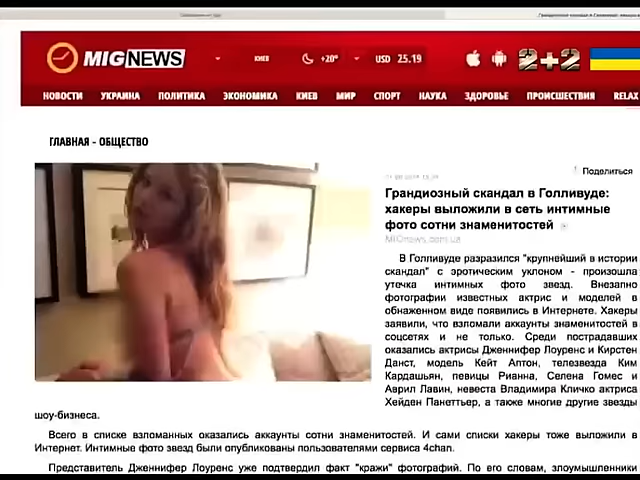 MIGNEWS
КИЕВ
+20°
USD 25.19
2+2
НОВОСТИ УКРАИНА ПОЛИТИКА ЭКОНОМИКА КИЕВ МИР СПОРТ НАУКА ЗДОРОВЬЕ ПРОИСШЕСТВИЯ RELAX
ГЛАВНАЯ - ОБЩЕСТВО
Поделиться
Грандиозный скандал в Голливуде:
хакеры выложили в сеть интимные
фото сотни знаменитостей
MIGnews.com.ua
В Голливуде разразился "крупнейший в истории
скандал" с эротическим уклоном - произошла
утечка интимных фото звезд. Внезапно
фотографии известных актрис и моделей в
обнаженном виде появились в Интернете. Хакеры
заявили, что взломали аккаунты знаменитостей в
соцсетях и не только. Среди пострадавших
оказались актрисы Дженнифер Лоуренс и Кирстен
Данст, модель Кейт Аптон, телезвезда Ким
Кардашьян, певицы Рианна, Селена Гомес и
Аврил Лавин, невеста Владимира Кличко актриса
Хейден Панеттьер, а также многие другие звезды
шоу-бизнеса.
Всего в списке взломанных оказались аккаунты сотни знаменитостей. И сами списки хакеры тоже выложили в
Интернет. Интимные фото звезд были опубликованы пользователями сервиса 4chan.
Представитель Дженнифер Лоуренс уже подтвердил факт "кражи" фотографий. По его словам, злоумышленники